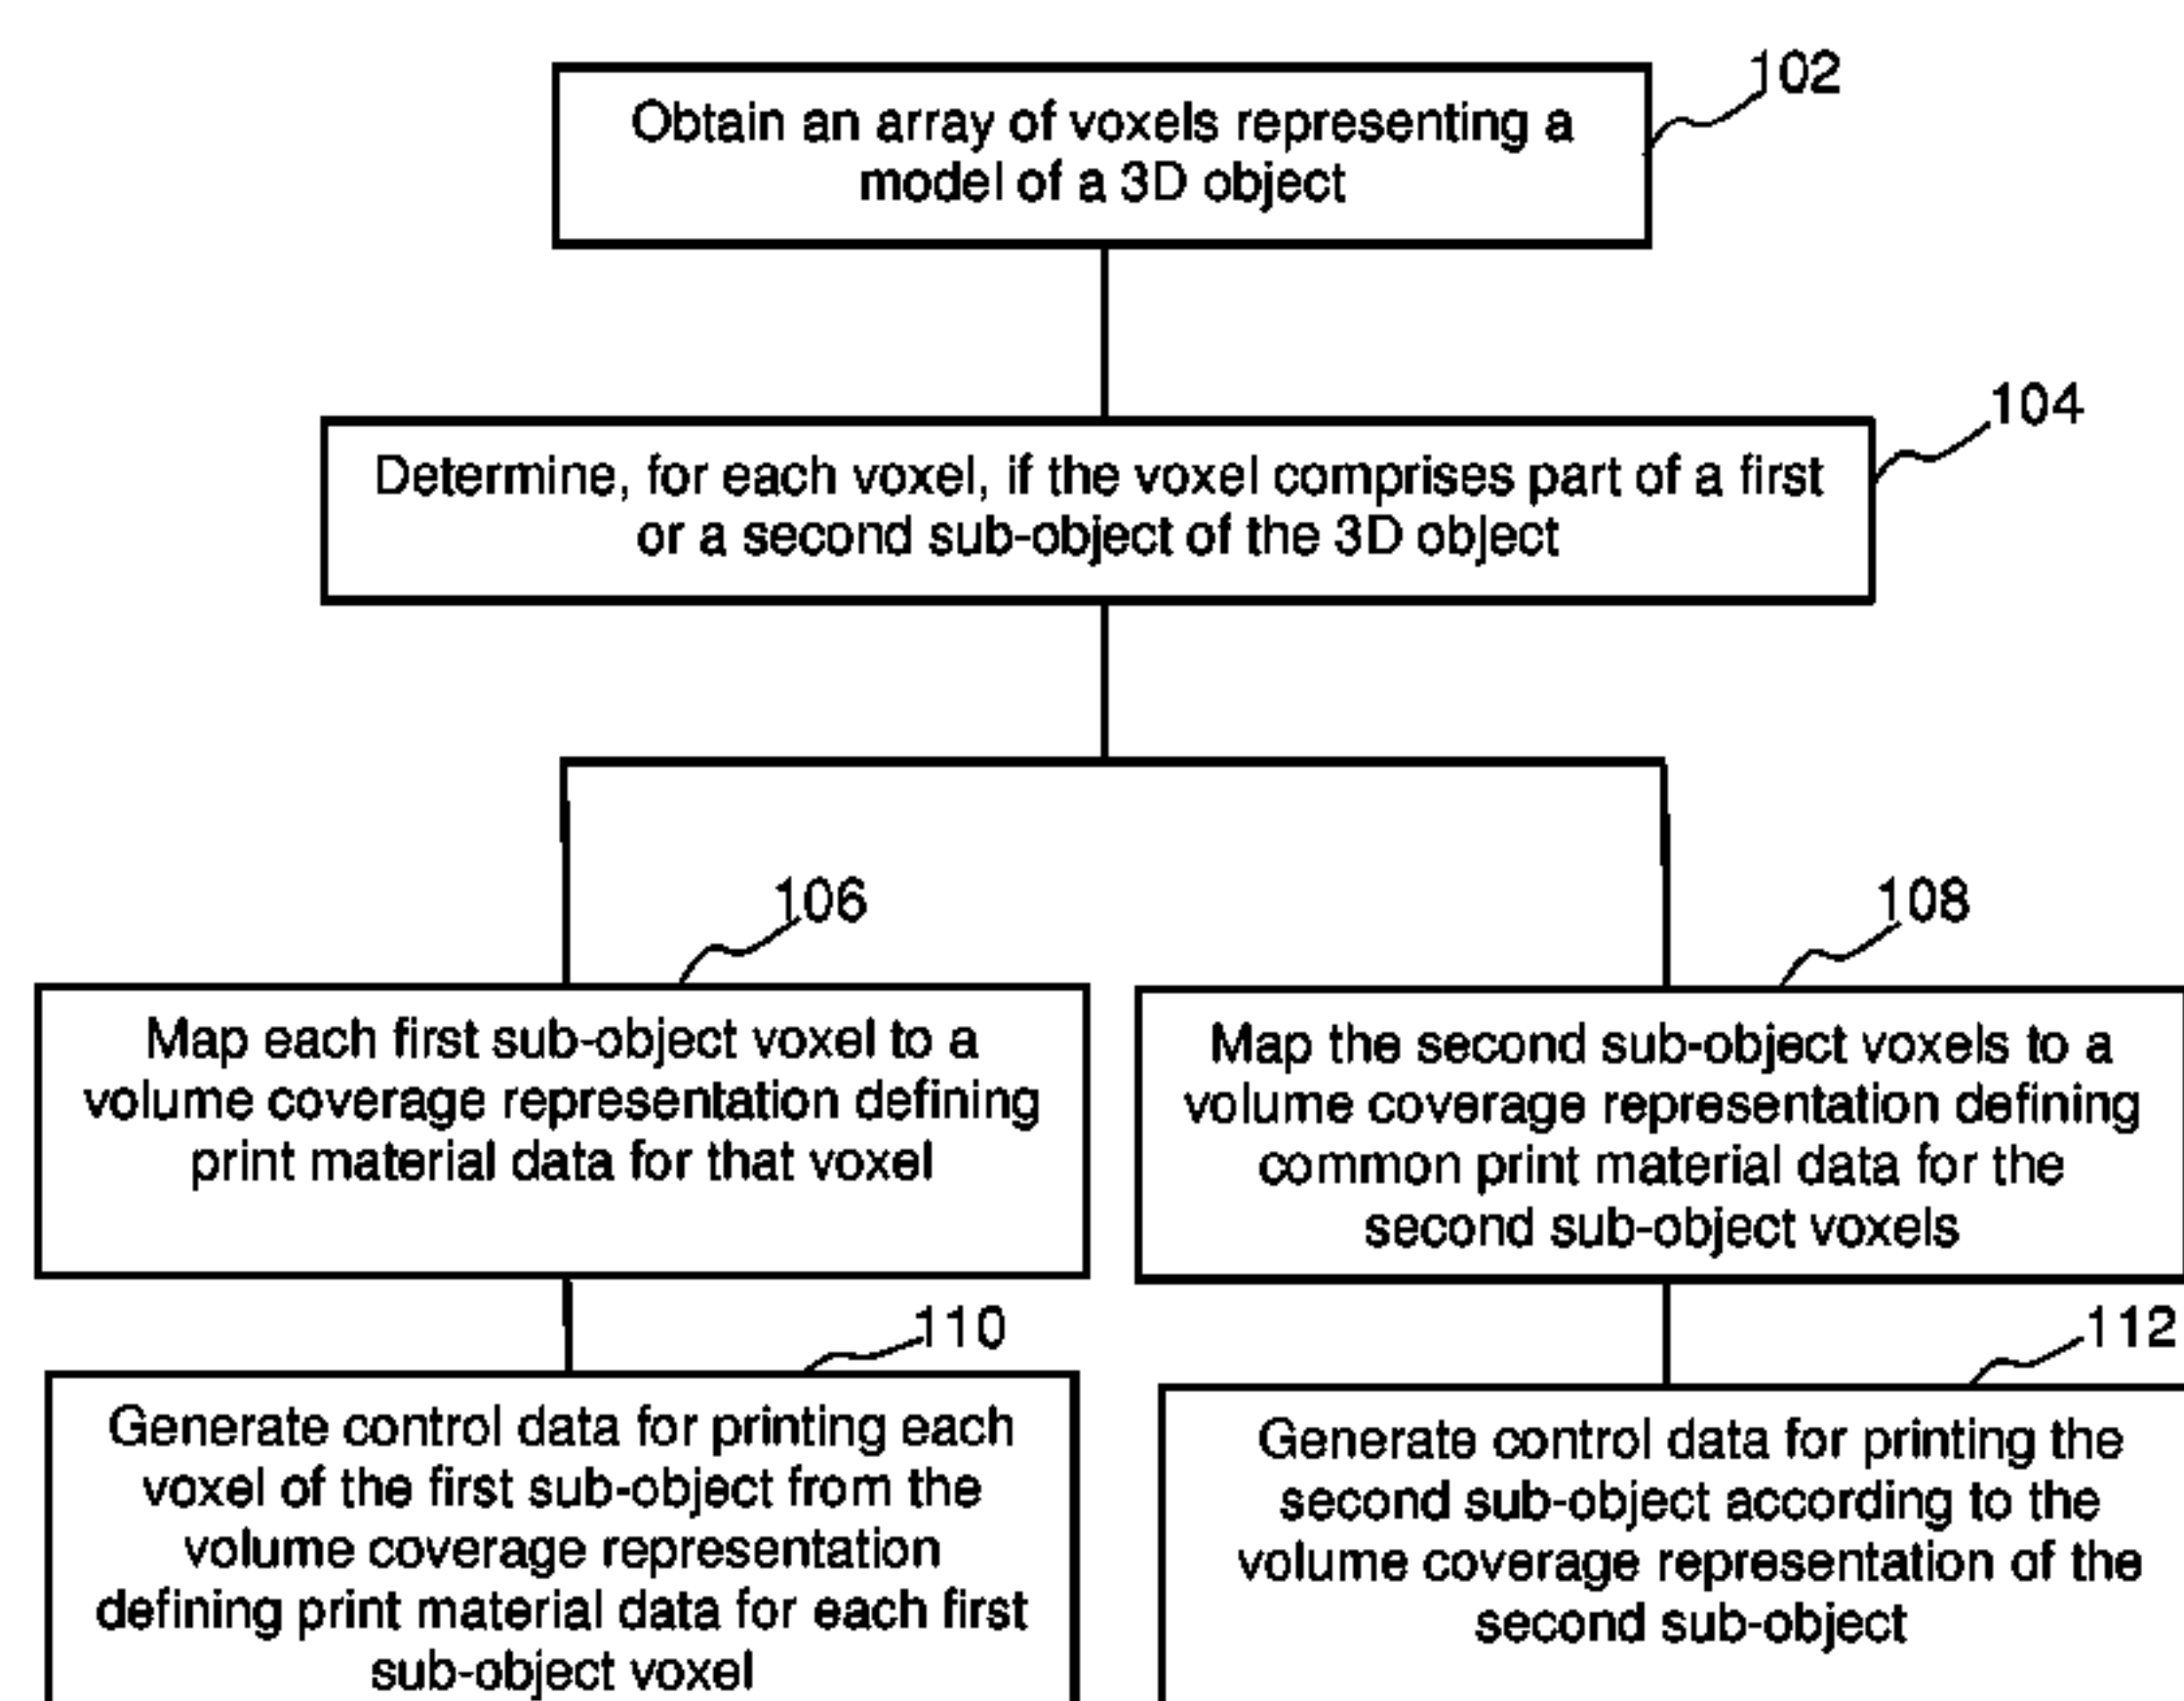 102
Obtain an array of voxels representing a
model of a 3D object
104
Determine, for each voxel, if the voxel comprises part of a first
or a second sub-object of the 3D object
106
Map each first sub-object voxel to a
volume coverage representation defining
print material data for that voxel
108
Map the second sub-object voxels to a
volume coverage representation defining
common print material data for the
second sub-object voxels
110
Generate control data for printing each
voxel of the first sub-object from the
volume coverage representation
defining print material data for each first
sub-object voxel
112
Generate control data for printing the
second sub-object according to the
volume coverage representation of the
second sub-object